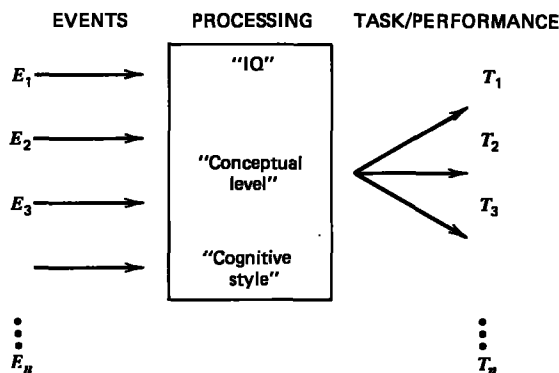 EVENTS PROCESSING TASK/PERFORMANCE
E1 "IQ" T1
E2 T2
"Conceptual
level"
E3 T3
"Cognitive
style"
En Tn